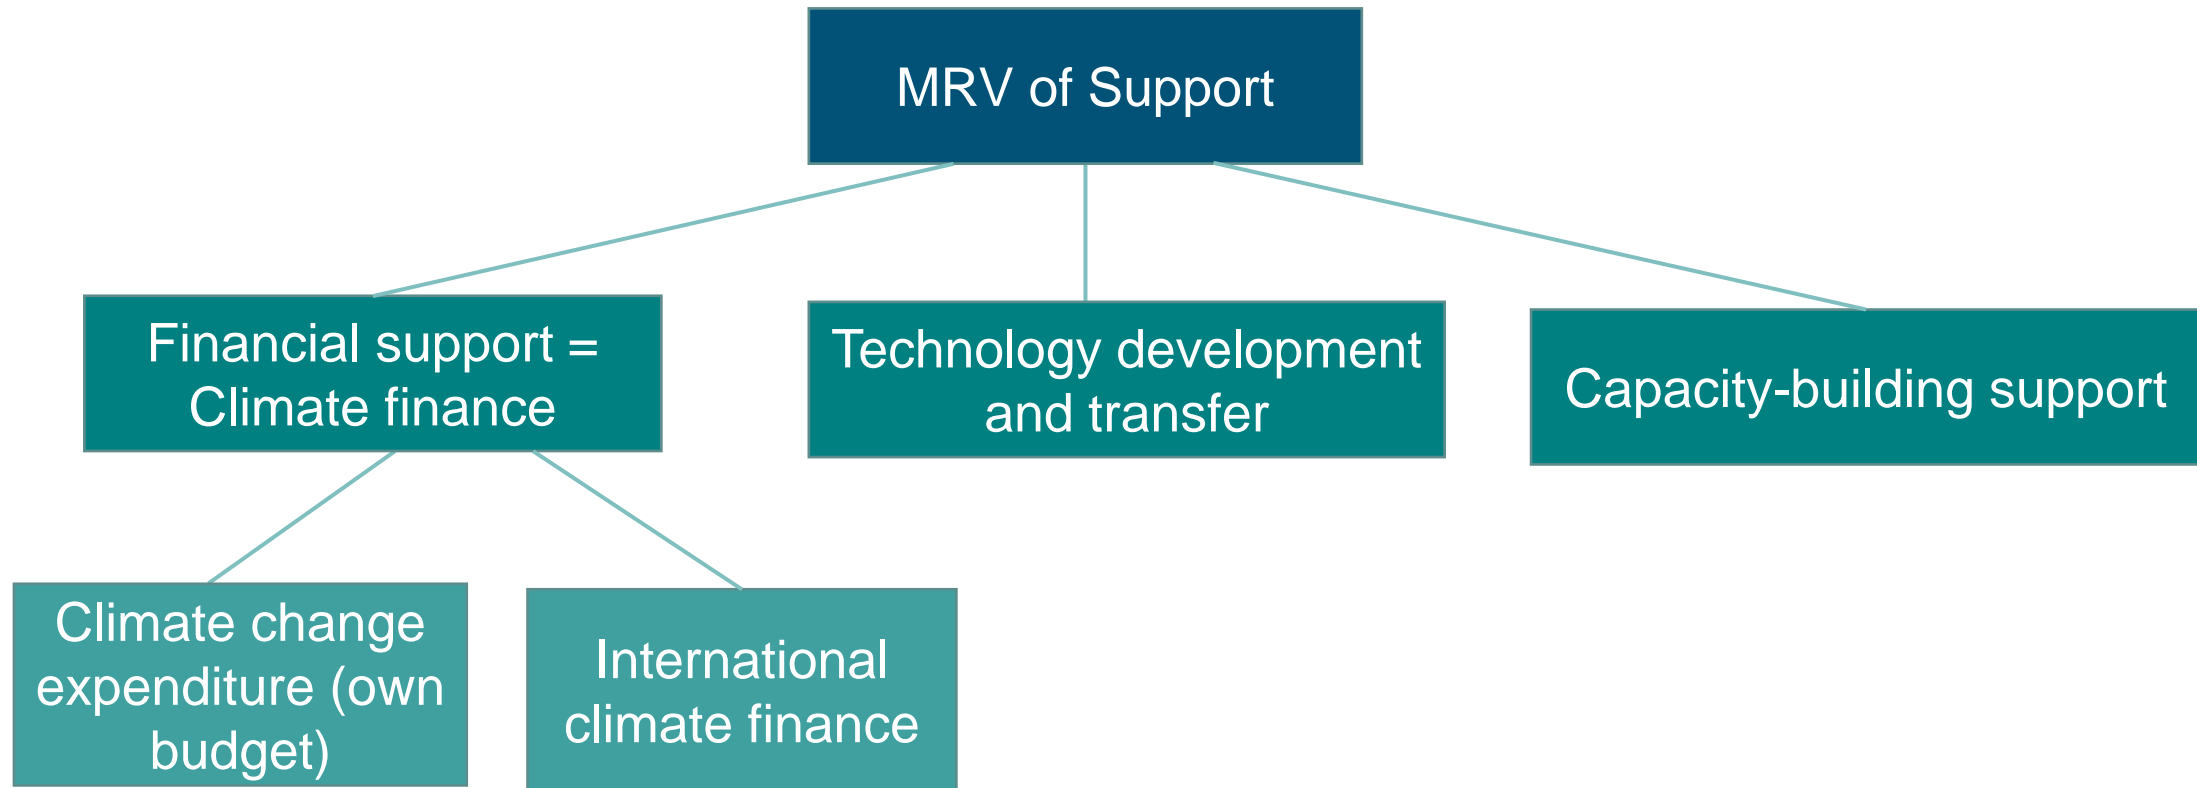 MRV of Support
Financial support =
Climate finance
Technology development
and transfer
Capacity-building support
Climate change
expenditure (own
budget)
International
climate finance